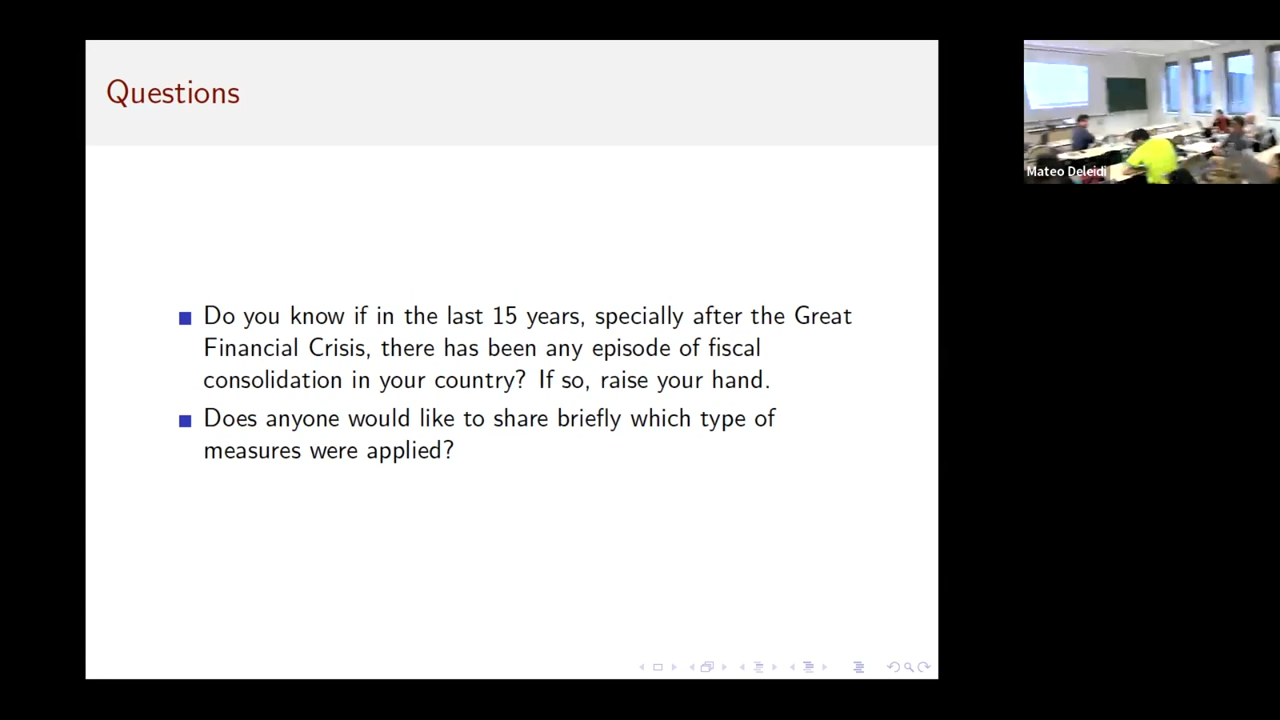 Questions
Do you know if in the last 15 years, specially after the Great
Financial Crisis, there has been any episode of fiscal
consolidation in your country? If so, raise your hand.
Does anyone would like to share briefly which type of
measures were applied?
Mateo Deleidi